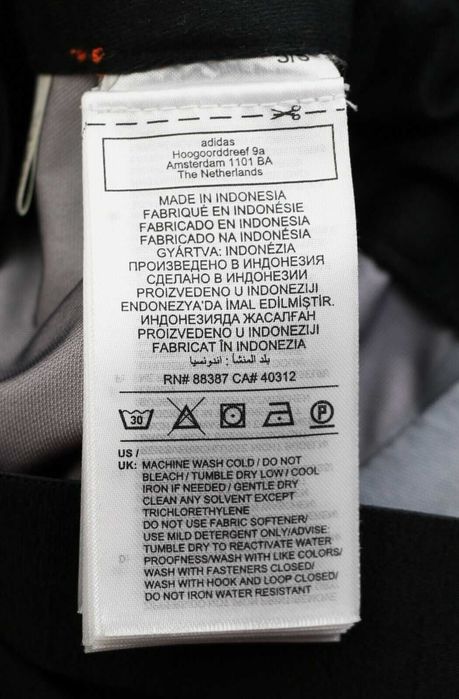 adidas
Hoogoorddreef 9a
Amsterdam 1101 BA
The Netherlands
MADE IN INDONESIA
FABRIQUÉ EN INDONÉSIE
FABRICADO EN INDONESIA
FABRICADO NA INDONÉSIA
GYÁRTVA: INDONÉZIA
ПРОИЗВЕДЕНО В ИНДОНЕЗИЯ
СДЕЛАНО В ИНДОНЕЗИИ
PROIZVEDENO U INDONEZIJI
ENDONEZYA'DA İMAL EDİLMİŞTİR.
ИНДОНЕЗИЯДА ЖАСАЛҒАН
PROIZVEDENO U INDONEZIJI
FABRICAT ÎN INDONEZIA
بلد المنشأ : اندونسيا
RN# 88387 CA# 40312
30 P
US /
UK: MACHINE WASH COLD / DO NOT
BLEACH / TUMBLE DRY LOW / COOL
IRON IF NEEDED / GENTLE DRY
CLEAN ANY SOLVENT EXCEPT
TRICHLORETHYLENE
DO NOT USE FABRIC SOFTENER/
USE MILD DETERGENT ONLY/ADVISE:
TUMBLE DRY TO REACTIVATE WATER
PROOFNESS/WASH WITH LIKE COLORS/
WASH WITH FASTENERS CLOSED/
WASH WITH HOOK AND LOOP CLOSED/
DO NOT IRON WATER RESISTANT